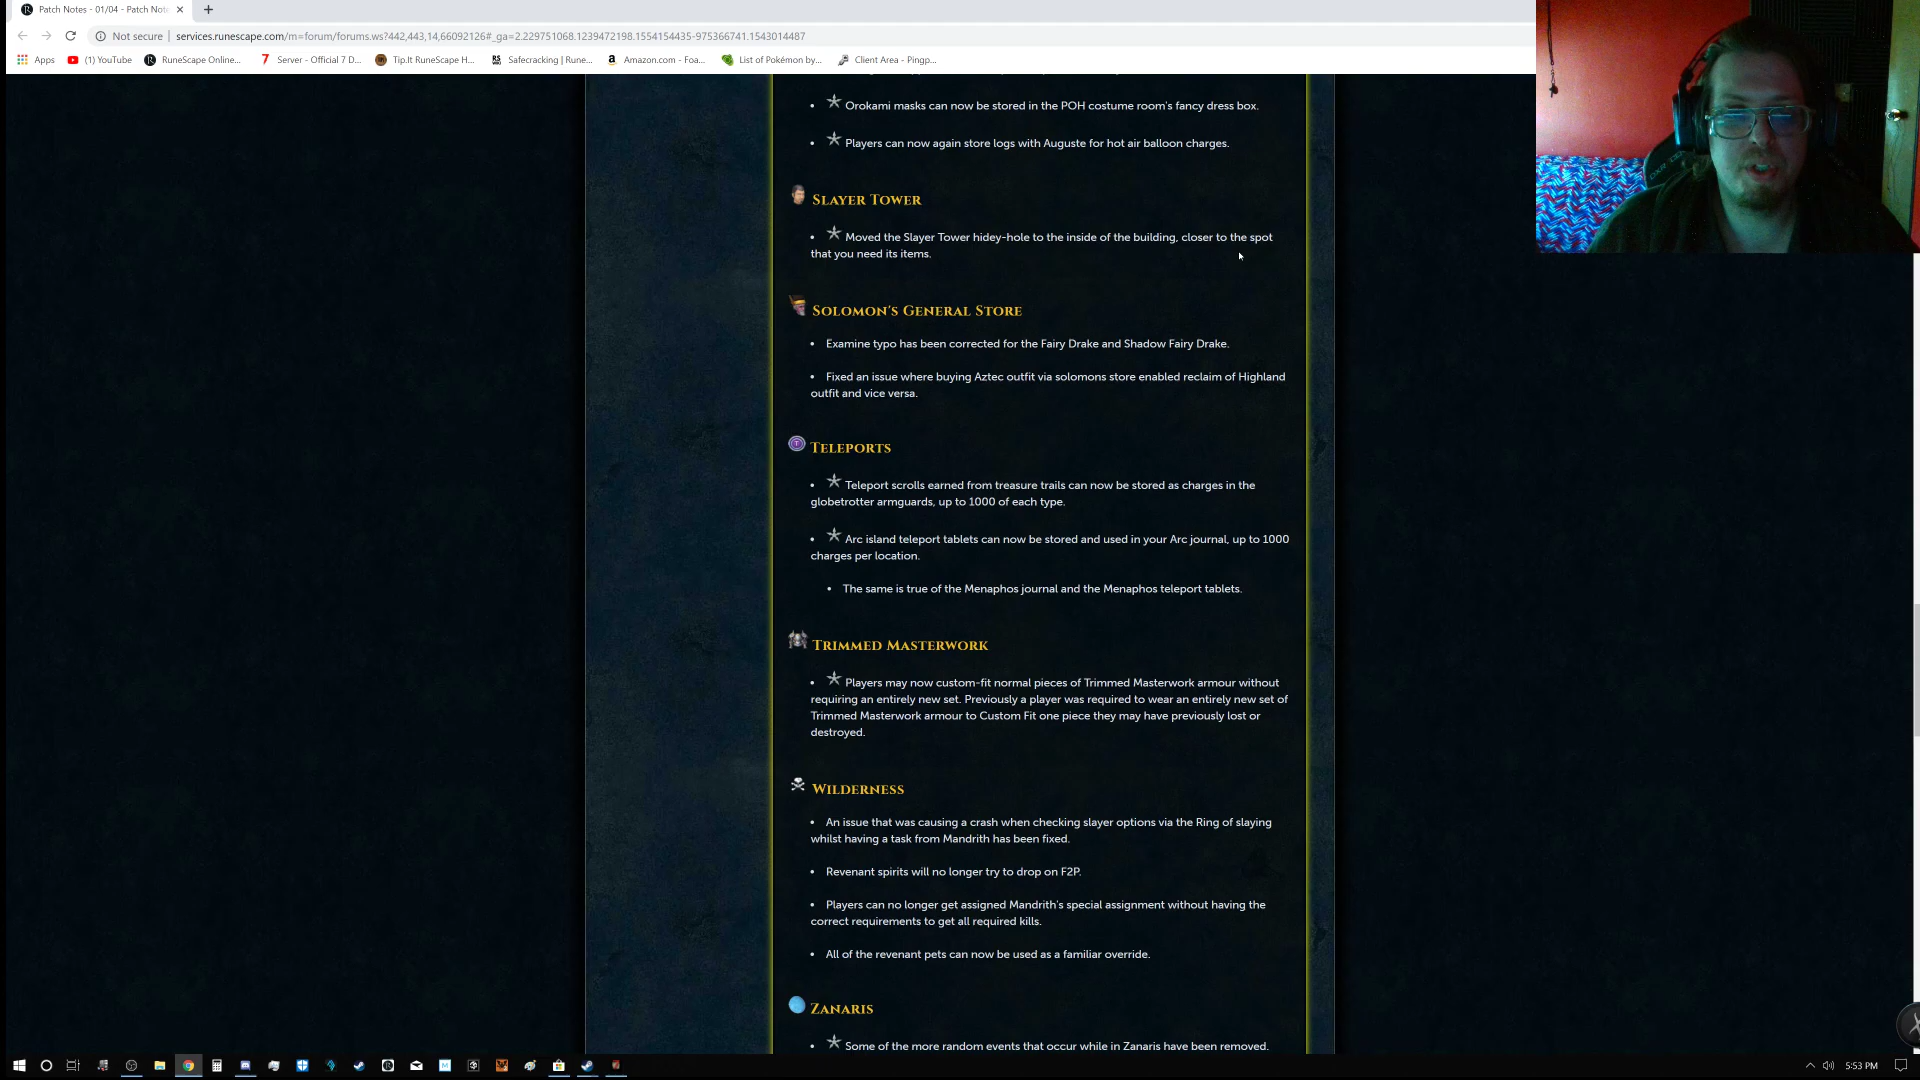 Patch Notes - 01/04 - Patch Not
Not secure
services.runescape.com/m=forum/forums.ws?442,443,14,66092126#_ga=2.229751068.1239472198.1554154435-975366741.1543014487
Apps
(1) YouTube
RuneScape Online...
Server - Official 7 D...
Tip.It RuneScape H...
Safecracking | Rune...
Amazon.com - Foa...
List of Pokémon by...
Client Area - Pingp...
• Orokami masks can now be stored in the POH costume room's fancy dress box.
• Players can now again store logs with Auguste for hot air balloon charges.
Slayer Tower
• Moved the Slayer Tower hidey-hole to the inside of the building, closer to the spot
that you need its items.
Solomon's General Store
• Examine typo has been corrected for the Fairy Drake and Shadow Fairy Drake.
• Fixed an issue where buying Aztec outfit via solomons store enabled reclaim of Highland
outfit and vice versa.
Teleports
• Teleport scrolls earned from treasure trails can now be stored as charges in the
globetrotter armguards, up to 1000 of each type.
• Arc island teleport tablets can now be stored and used in your Arc journal, up to 1000
charges per location.
• The same is true of the Menaphos journal and the Menaphos teleport tablets.
Trimmed Masterwork
• Players may now custom-fit normal pieces of Trimmed Masterwork armour without
requiring an entirely new set. Previously a player was required to wear an entirely new set of
Trimmed Masterwork armour to Custom Fit one piece they may have previously lost or
destroyed.
Wilderness
• An issue that was causing a crash when checking slayer options via the Ring of slaying
whilst having a task from Mandrith has been fixed.
• Revenant spirits will no longer try to drop on F2P.
• Players can no longer get assigned Mandrith's special assignment without having the
correct requirements to get all required kills.
• All of the revenant pets can now be used as a familiar override.
Zanaris
• Some of the more random events that occur while in Zanaris have been removed.
5:53 PM